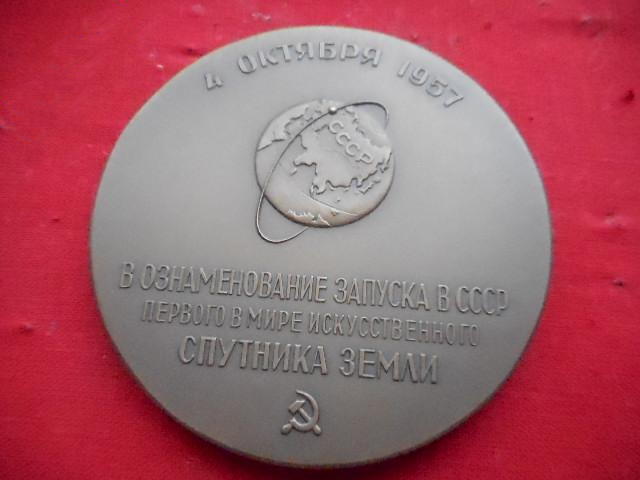 4 ОКТЯБРЯ 1957
СССР
В ОЗНАМЕНОВАНИЕ ЗАПУСКА В СССР
ПЕРВОГО В МИРЕ ИСКУССТВЕННОГО
СПУТНИКА ЗЕМЛИ